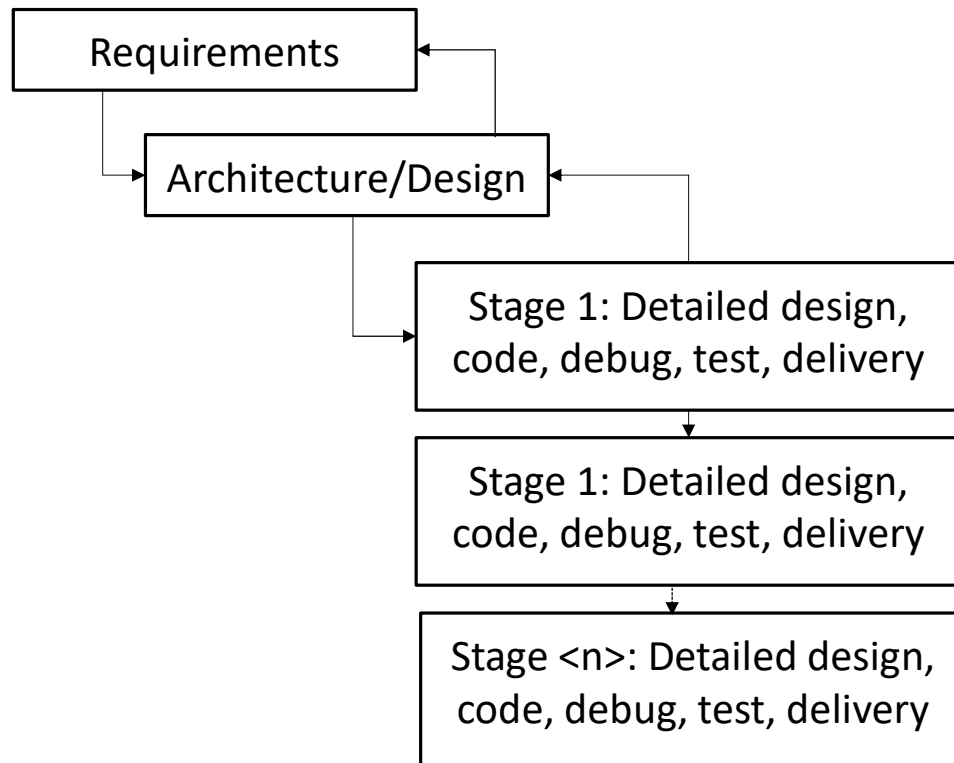 Requirements
Architecture/Design
Stage 1: Detailed design,
code, debug, test, delivery
Stage 1: Detailed design,
code, debug, test, delivery
Stage <n>: Detailed design,
code, debug, test, delivery